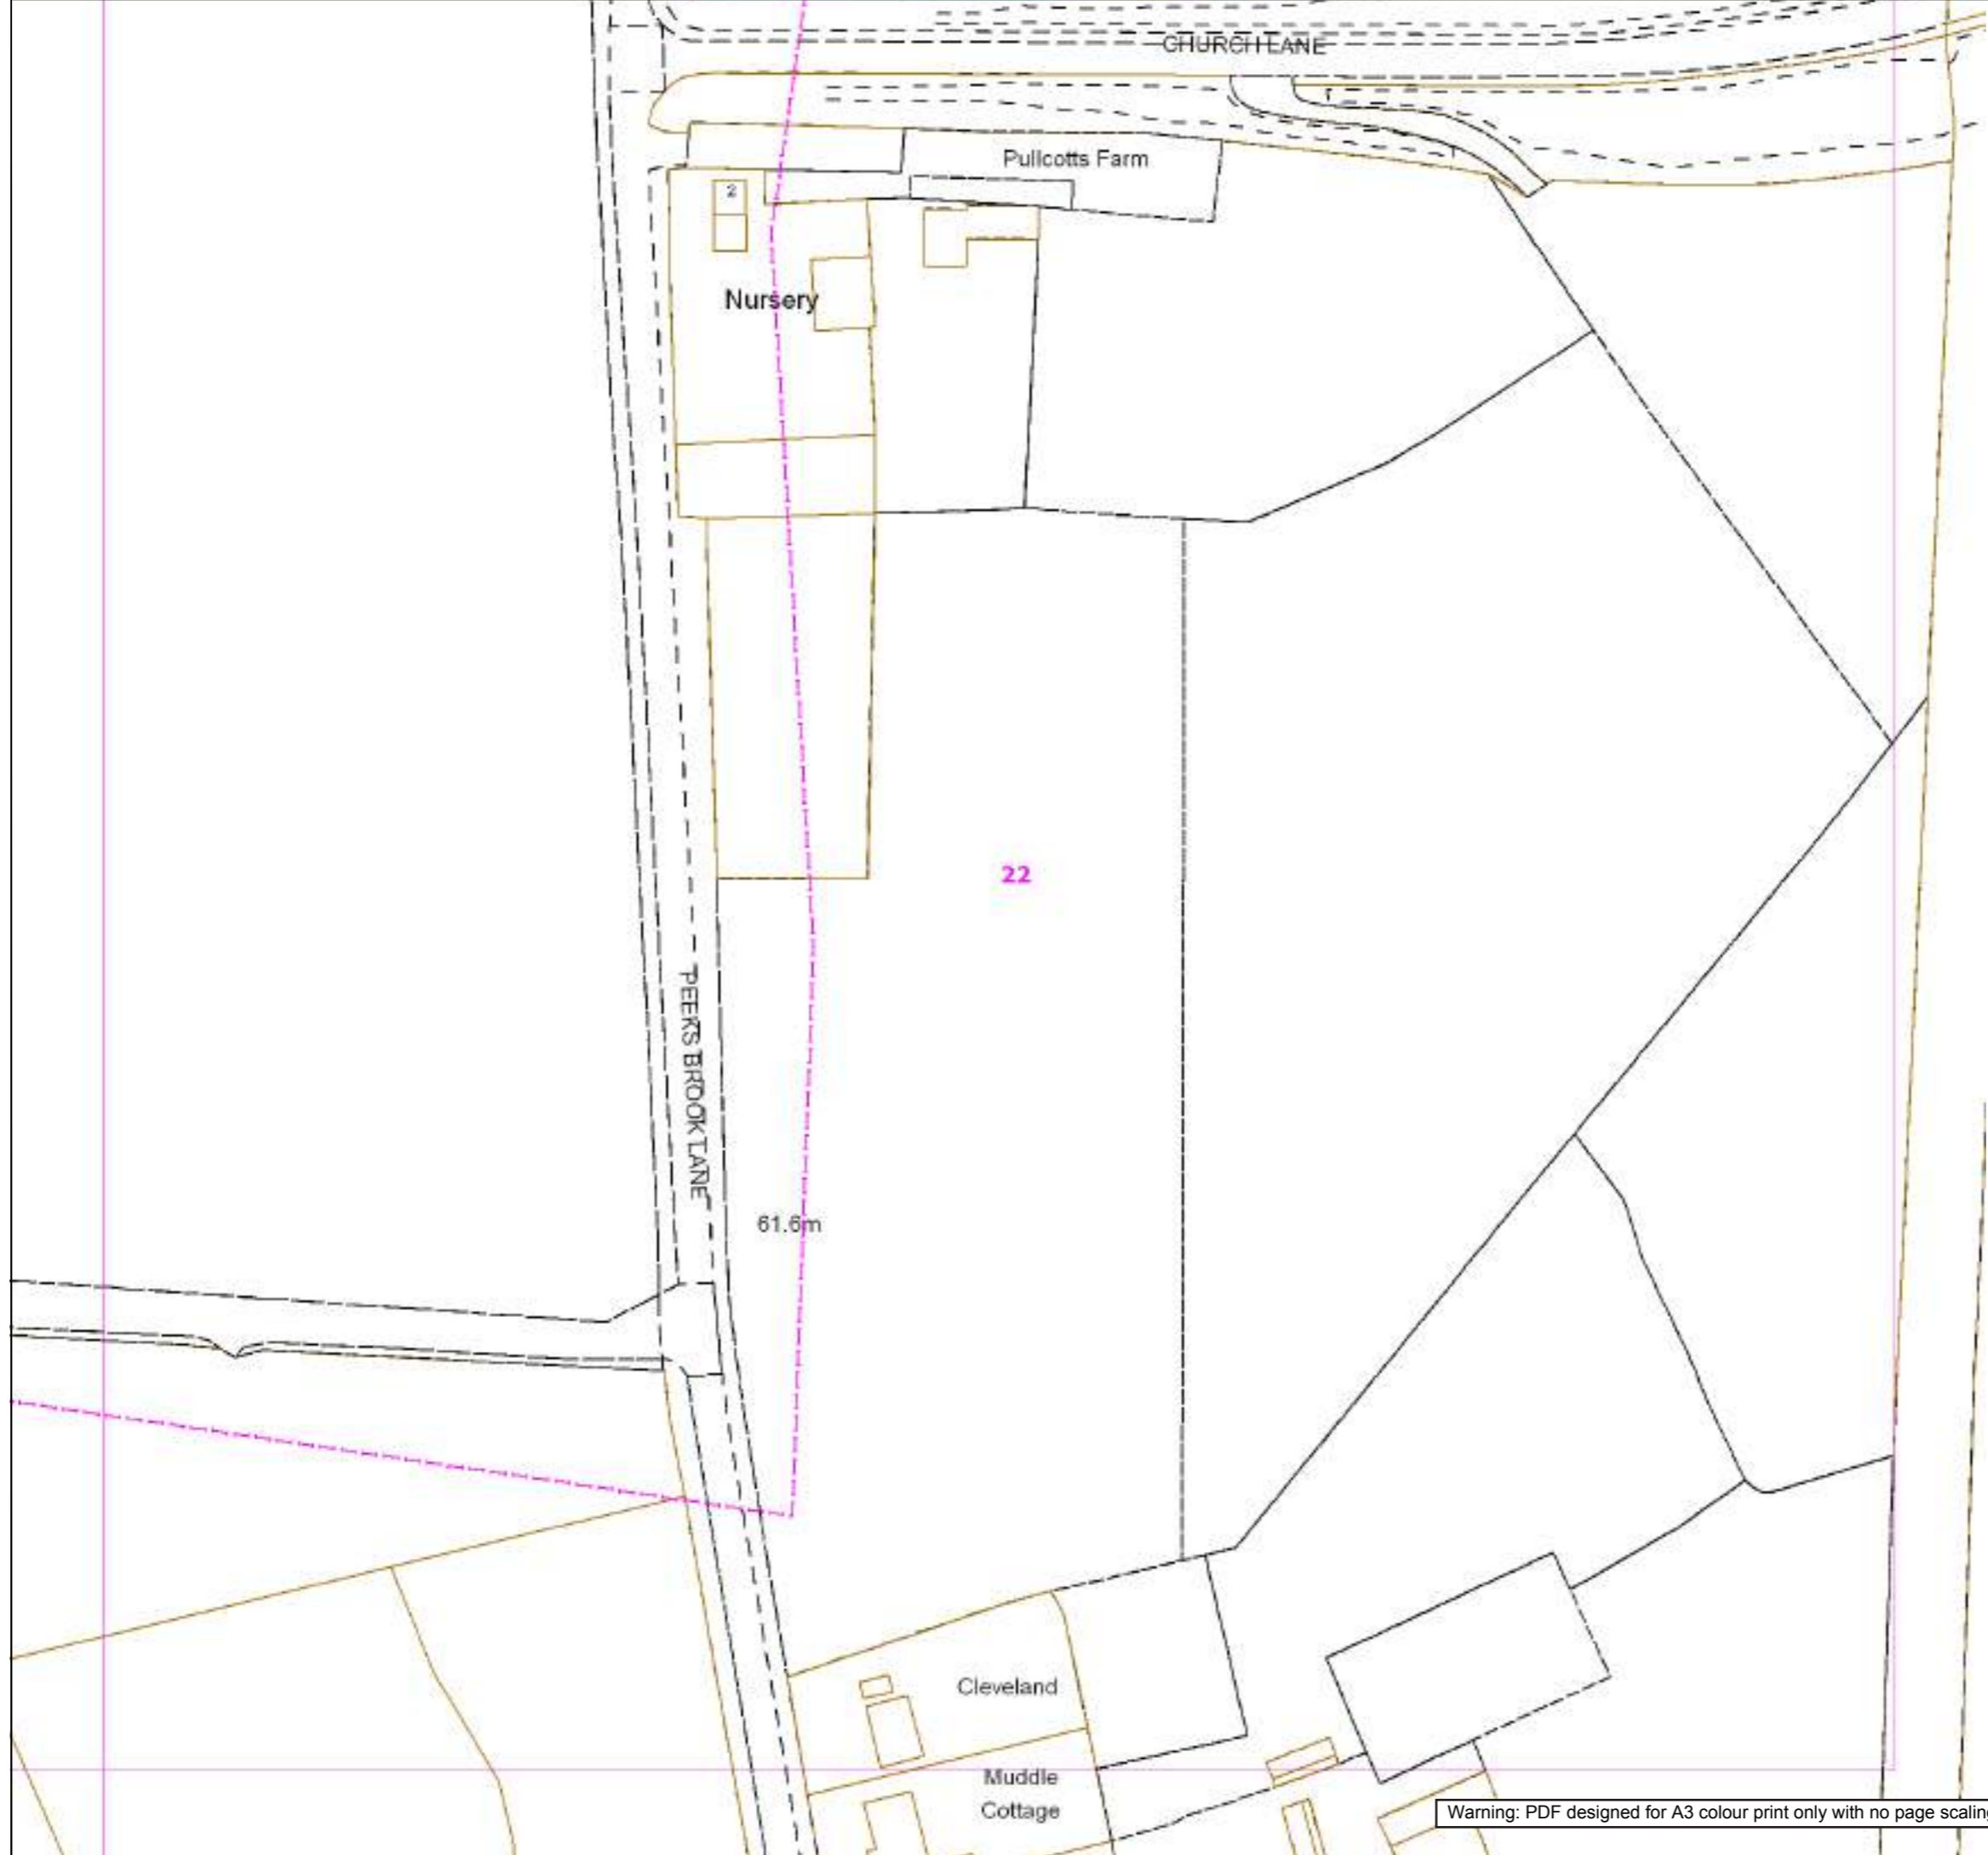 CHURCH LANE
Pullcotts Farm
2
Nursery
22
PEEKS BROOK LANE
61.6m
Cleveland
Muddle
Cottage
Warning: PDF designed for A3 colour print only with no page scaling